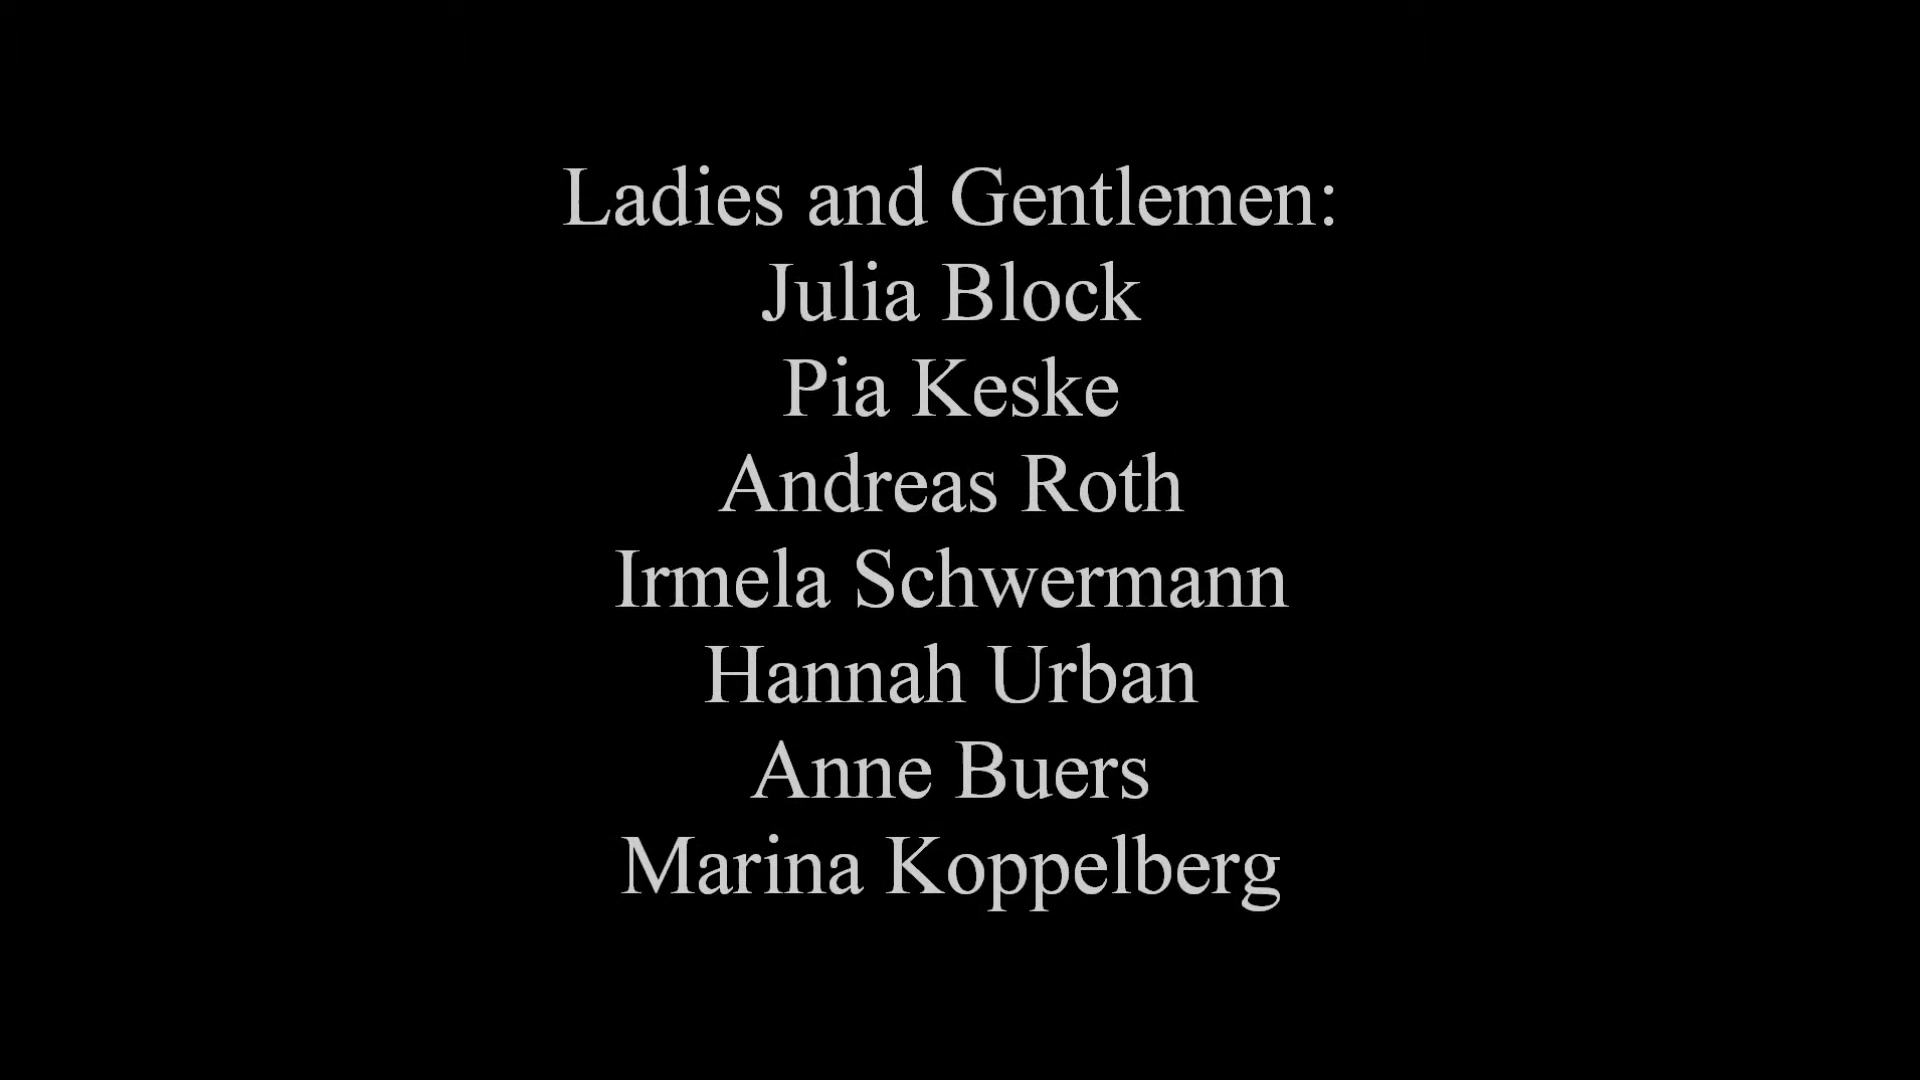 Ladies and Gentlemen:
Julia Block
Pia Keske
Andreas Roth
Irmela Schwermann
Hannah Urban
Anne Buers
Marina Koppelberg